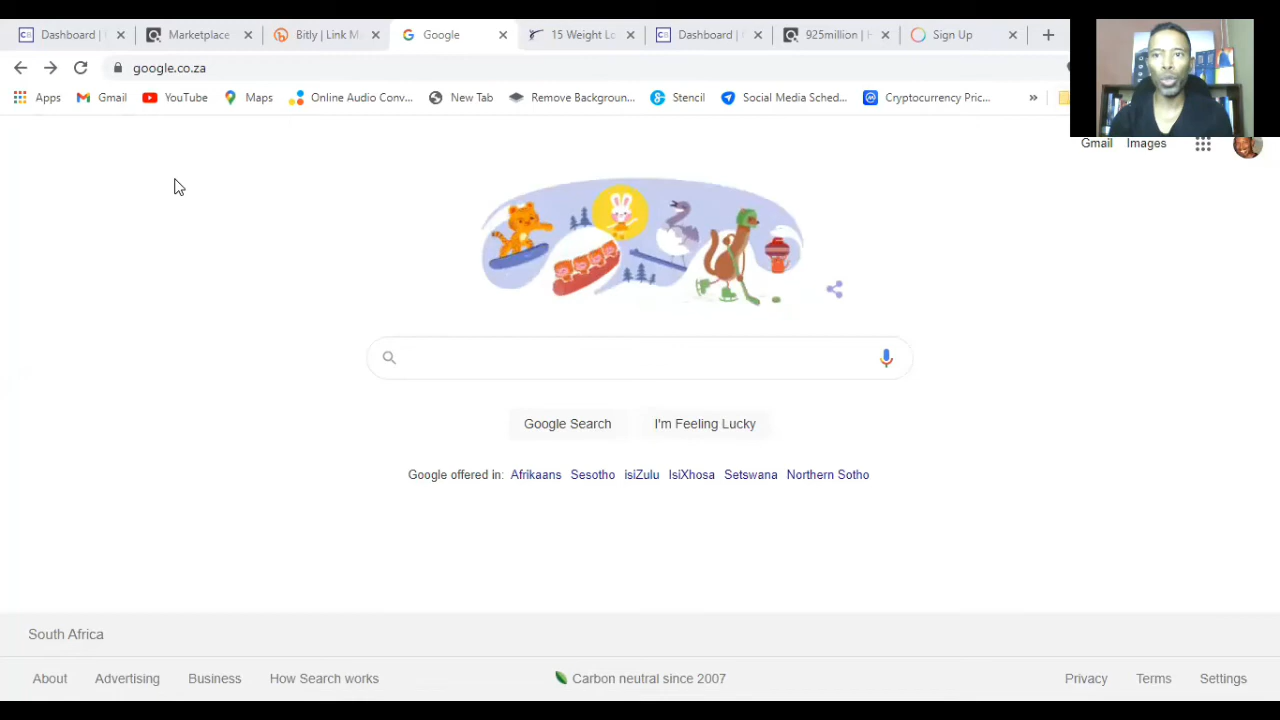 Dashboard | Marketplace Bitly | Link M Google 15 Weight Lo Dashboard | 925million | H Sign Up
google.co.za
Apps Gmail YouTube Maps Online Audio Conv... New Tab Remove Backgroun... Stencil Social Media Sched... Cryptocurrency Pric... »
Gmail Images
Google Search I'm Feeling Lucky
Google offered in: Afrikaans Sesotho isiZulu IsiXhosa Setswana Northern Sotho
South Africa
About Advertising Business How Search works Carbon neutral since 2007 Privacy Terms Settings